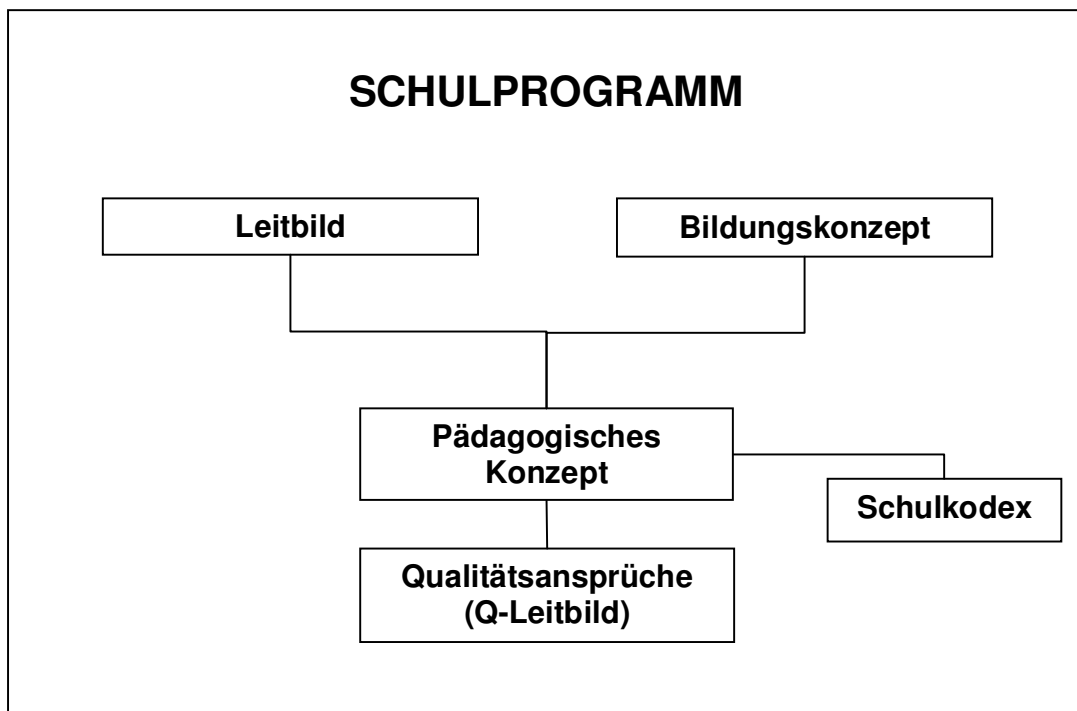 SCHULPROGRAMM
Leitbild
Bildungskonzept
Pädagogisches
Konzept
Schulkodex
Qualitätsansprüche
(Q-Leitbild)